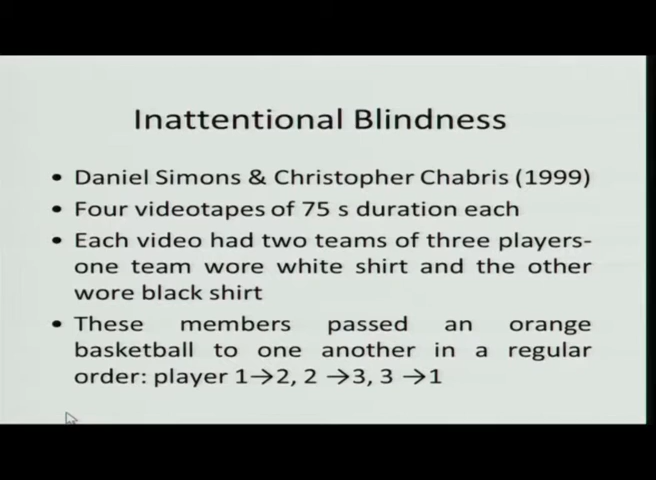 Inattentional Blindness
• Daniel Simons & Christopher Chabris (1999)
• Four videotapes of 75 s duration each
• Each video had two teams of three players-
one team wore white shirt and the other
wore black shirt
• These members passed an orange
basketball to one another in a regular
order: player 1→2, 2 →3, 3 →1